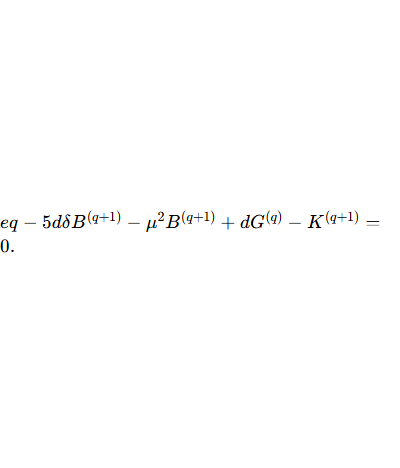 eq − 5dδB^{(q+1)} − μ^2B^{(q+1)} + dG^{(q)} − K^{(q+1)} =
0.